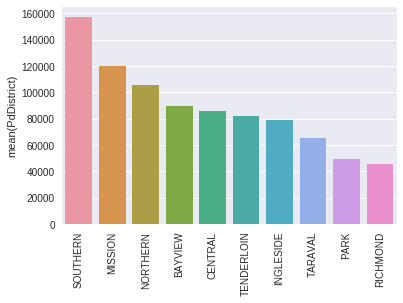 160000
140000
120000
100000
80000
60000
40000
20000
0
mean(PdDistrict)
SOUTHERN
MISSION
NORTHERN
BAYVIEW
CENTRAL
TENDERLOIN
INGLESIDE
TARAVAL
PARK
RICHMOND